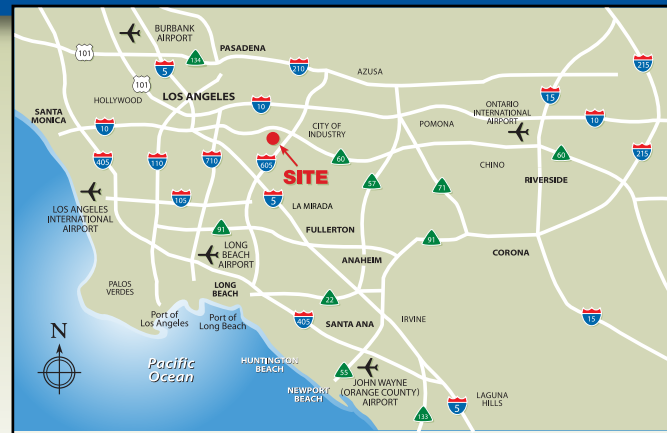 BURBANK
AIRPORT
101
134
PASADENA
5
210
AZUSA
215
101
HOLLYWOOD
LOS ANGELES
10
15
ONTARIO
INTERNATIONAL
AIRPORT
10
SANTA
MONICA
10
CITY OF
INDUSTRY
POMONA
405
110
710
605
60
CHINO
60
215
SITE
57
71
RIVERSIDE
105
5
LA MIRADA
LOS ANGELES
INTERNATIONAL
AIRPORT
91
FULLERTON
91
LONG
BEACH
AIRPORT
ANAHEIM
CORONA
PALOS
VERDES
LONG
BEACH
22
Port of
Los Angeles
Port of
Long Beach
405
SANTA ANA
IRVINE
15
N
Pacific
Ocean
HUNTINGTON
BEACH
55
NEWPORT
BEACH
JOHN WAYNE
(ORANGE COUNTY)
AIRPORT
133
5
LAGUNA
HILLS